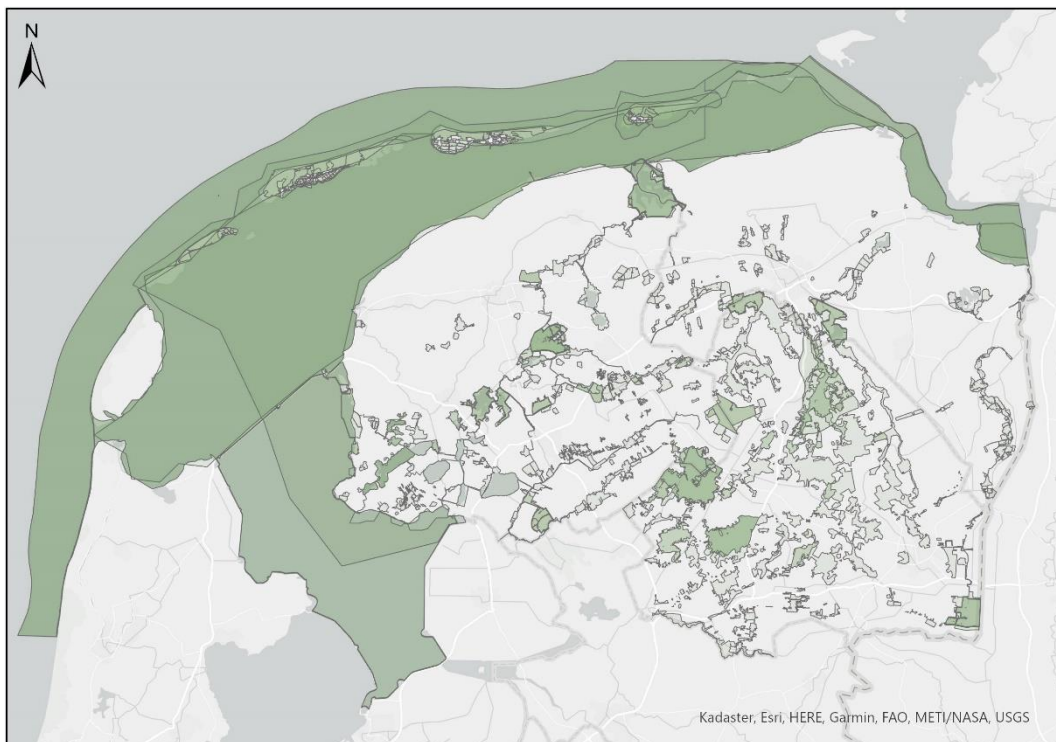 N
Kadaster, Esri, HERE, Garmin, FAO, METI/NASA, USGS